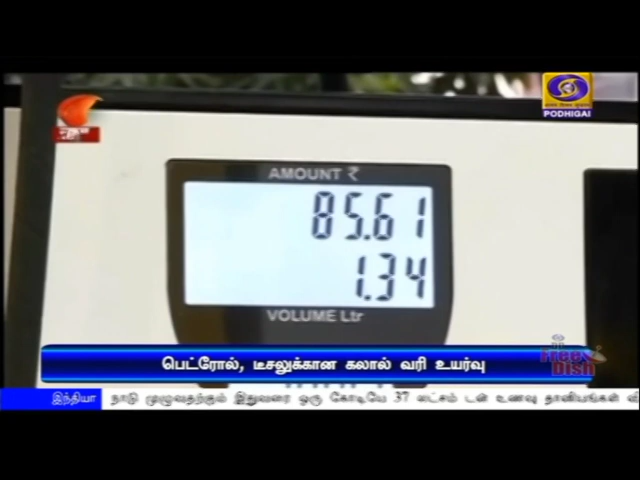 PODHIGAI
AMOUNT ₹
85.61
1.34
VOLUME Ltr
பெட்ரோல், டீசலுக்கான கலால் வரி உயர்வு
DD
Free
Dish
இந்தியா நாடு முழுவதற்கும் இதுவரை ஒரு கோடியே 37 லட்சம் டன் உணவு தானியங்கள் வி